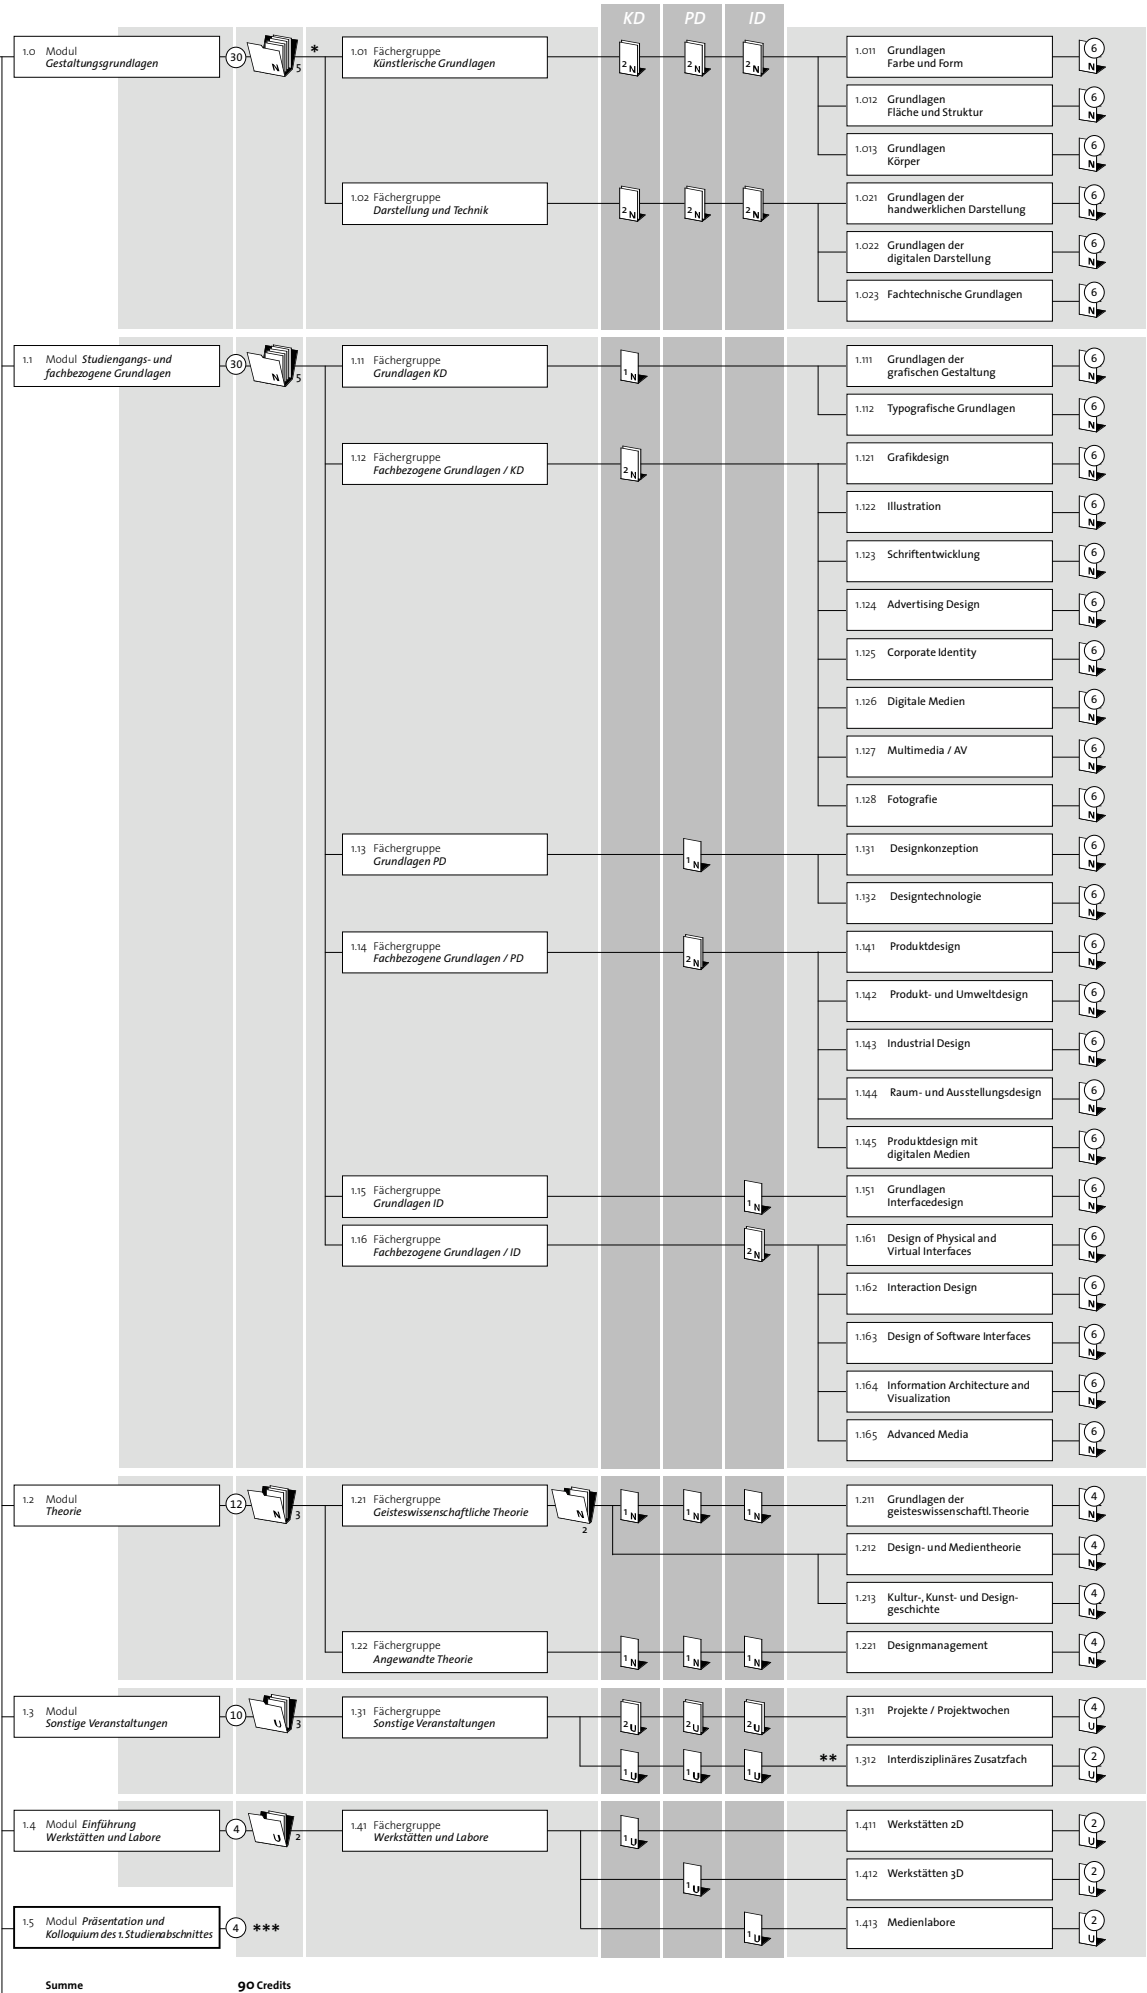 KD PD ID
1.0 Modul
Gestaltungsgrundlagen
30
N 5
*
1.01 Fächergruppe
Künstlerische Grundlagen
2 N 2 N 2 N
1.011 Grundlagen
Farbe und Form
6
N
1.012 Grundlagen
Fläche und Struktur
6
N
1.013 Grundlagen
Körper
6
N
1.02 Fächergruppe
Darstellung und Technik
2 N 2 N 2 N
1.021 Grundlagen der
handwerklichen Darstellung
6
N
1.022 Grundlagen der
digitalen Darstellung
6
N
1.023 Fachtechnische Grundlagen
6
N
1.1 Modul Studiengangs- und
fachbezogene Grundlagen
30
N 5
1.11 Fächergruppe
Grundlagen KD
1 N
1.111 Grundlagen der
grafischen Gestaltung
6
N
1.112 Typografische Grundlagen
6
N
1.12 Fächergruppe
Fachbezogene Grundlagen / KD
2 N
1.121 Grafikdesign
6
N
1.122 Illustration
6
N
1.123 Schriftentwicklung
6
N
1.124 Advertising Design
6
N
1.125 Corporate Identity
6
N
1.126 Digitale Medien
6
N
1.127 Multimedia / AV
6
N
1.128 Fotografie
6
N
1.13 Fächergruppe
Grundlagen PD
1 N
1.131 Designkonzeption
6
N
1.132 Designtechnologie
6
N
1.14 Fächergruppe
Fachbezogene Grundlagen / PD
2 N
1.141 Produktdesign
6
N
1.142 Produkt- und Umweltdesign
6
N
1.143 Industrial Design
6
N
1.144 Raum- und Ausstellungsdesign
6
N
1.145 Produktdesign mit
digitalen Medien
6
N
1.15 Fächergruppe
Grundlagen ID
1 N
1.151 Grundlagen
Interfacedesign
6
N
1.16 Fächergruppe
Fachbezogene Grundlagen / ID
2 N
1.161 Design of Physical and
Virtual Interfaces
6
N
1.162 Interaction Design
6
N
1.163 Design of Software Interfaces
6
N
1.164 Information Architecture and
Visualization
6
N
1.165 Advanced Media
6
N
1.2 Modul
Theorie
12
N 3
1.21 Fächergruppe
Geisteswissenschaftliche Theorie
N
2
1 N 1 N 1 N
1.211 Grundlagen der
geisteswissenschaftl. Theorie
4
N
1.212 Design- und Medientheorie
4
N
1.213 Kultur-, Kunst- und Design-
geschichte
4
N
1.22 Fächergruppe
Angewandte Theorie
1 N 1 N 1 N
1.221 Designmanagement
4
N
1.3 Modul
Sonstige Veranstaltungen
10
U 3
1.31 Fächergruppe
Sonstige Veranstaltungen
2 U 2 U 2 U
1.311 Projekte / Projektwochen
4
U
1 U 1 U 1 U
**
1.312 Interdisziplinäres Zusatzfach
2
U
1.4 Modul Einführung
Werkstätten und Labore
4
U 2
1.41 Fächergruppe
Werkstätten und Labore
1 U
1.411 Werkstätten 2D
2
U
1 U
1.412 Werkstätten 3D
2
U
1.5 Modul Präsentation und
Kolloquium des 1. Studienabschnittes
4 ***
1 U
1.413 Medienlabore
2
U
Summe 90 Credits